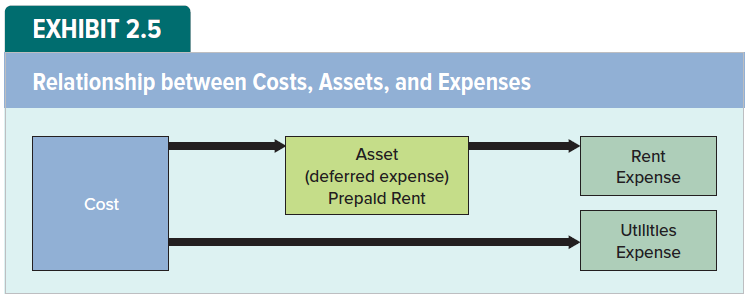 EXHIBIT 2.5
Relationship between Costs, Assets, and Expenses
Cost
Asset
(deferred expense)
Prepaid Rent
Rent
Expense
Utilities
Expense